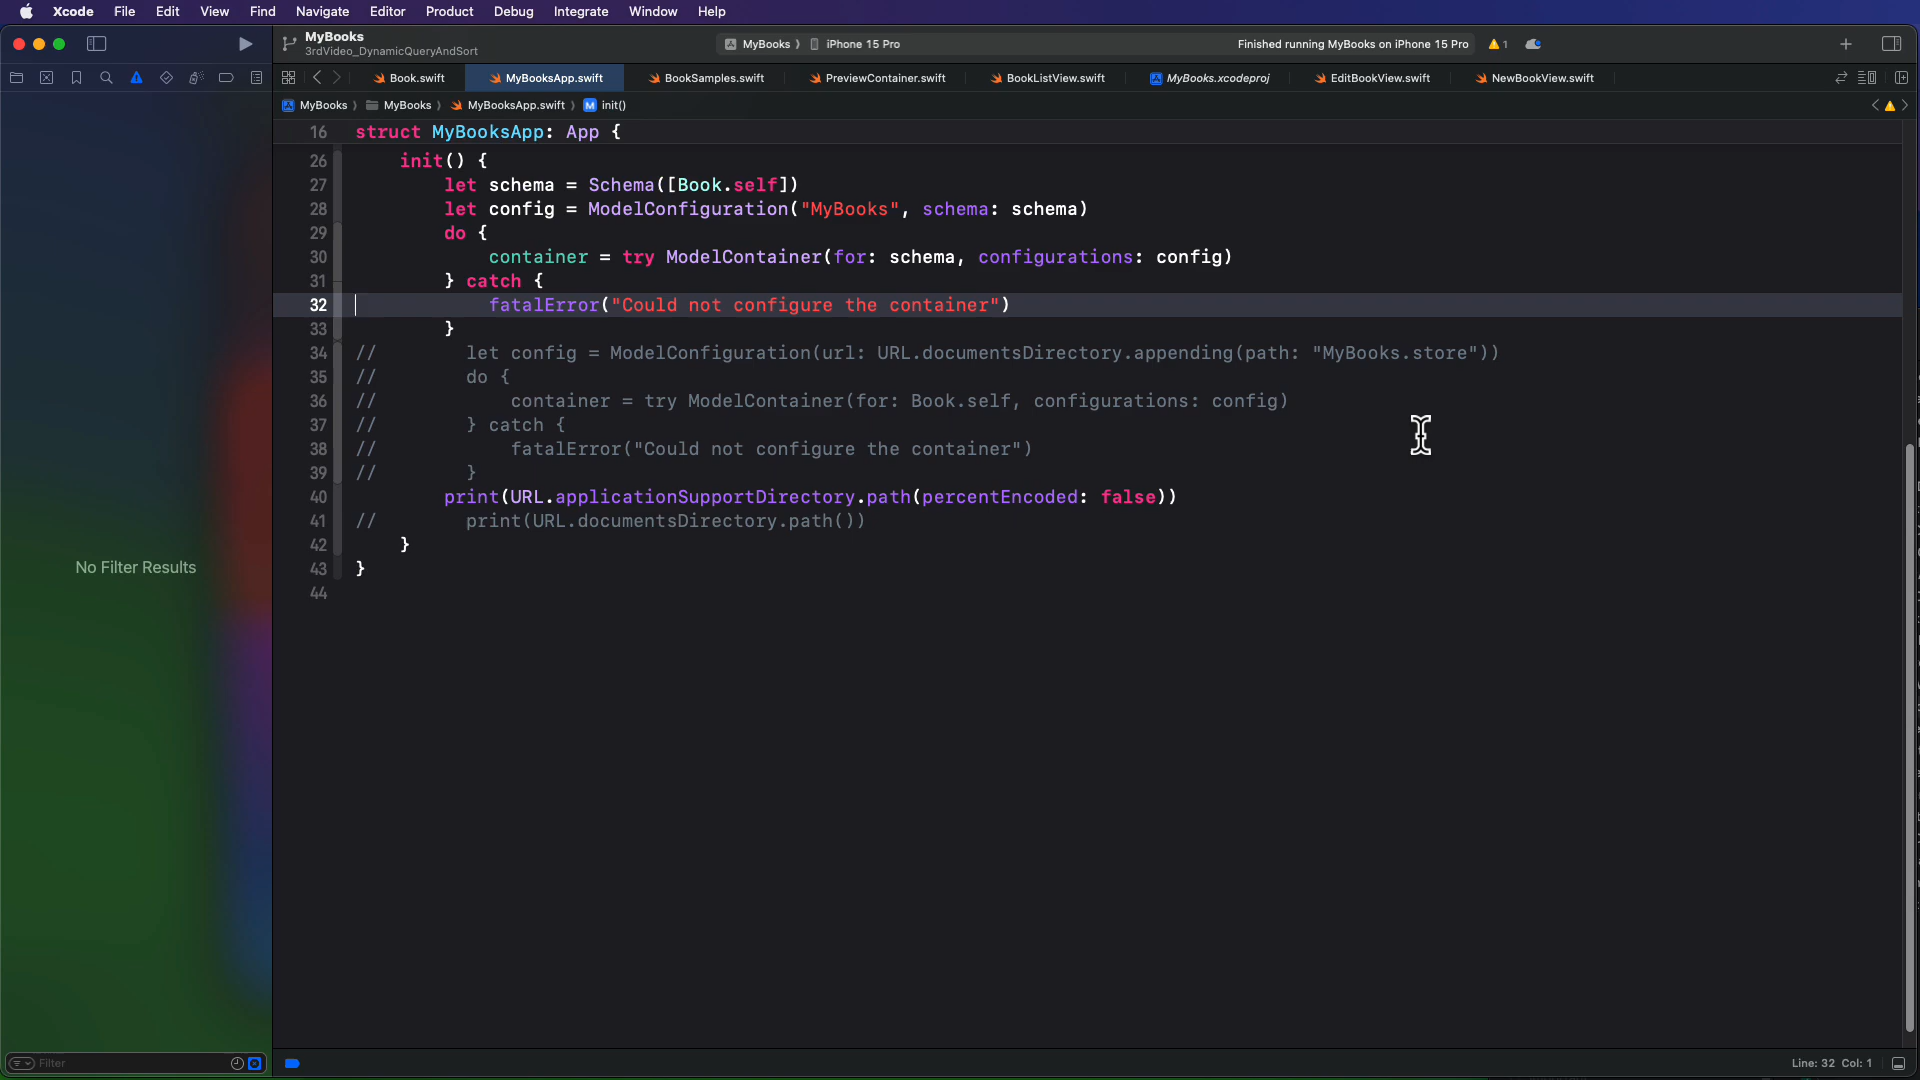 Xcode File Edit View Find Navigate Editor Product Debug Integrate Window Help
MyBooks
3rdVideo_DynamicQueryAndSort
MyBooks 〉 iPhone 15 Pro
Finished running MyBooks on iPhone 15 Pro
1
Book.swift MyBooksApp.swift BookSamples.swift PreviewContainer.swift BookListView.swift MyBooks.xcodeproj EditBookView.swift NewBookView.swift
MyBooks 〉 MyBooks 〉 MyBooksApp.swift 〉 M init()
16 struct MyBooksApp: App {
26 init() {
27 let schema = Schema([Book.self])
28 let config = ModelConfiguration("MyBooks", schema: schema)
29 do {
30 container = try ModelContainer(for: schema, configurations: config)
31 } catch {
32 fatalError("Could not configure the container")
33 }
34 // let config = ModelConfiguration(url: URL.documentsDirectory.appending(path: "MyBooks.store"))
35 // do {
36 // container = try ModelContainer(for: Book.self, configurations: config)
37 // } catch {
38 // fatalError("Could not configure the container")
39 // }
40 print(URL.applicationSupportDirectory.path(percentEncoded: false))
41 // print(URL.documentsDirectory.path())
42 }
43 }
44
No Filter Results
Filter
Line: 32 Col: 1